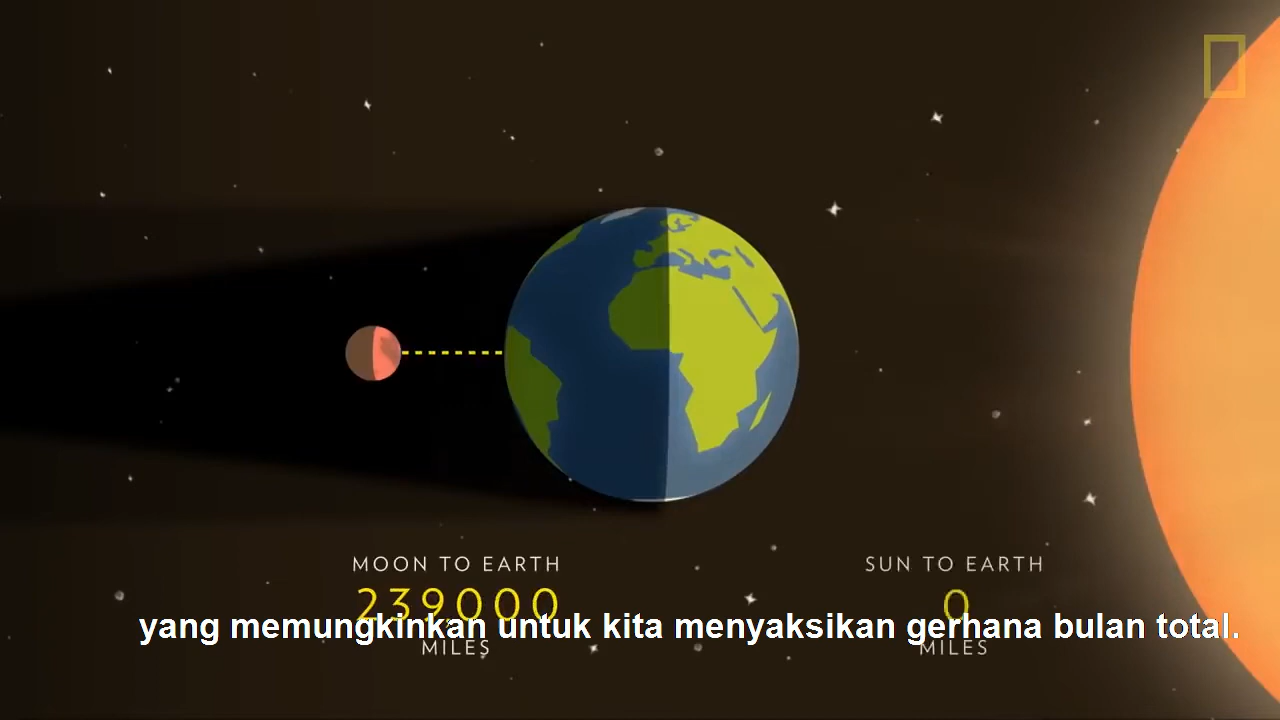 MOON TO EARTH
239000
MILES
SUN TO EARTH
0
MILES
yang memungkinkan untuk kita menyaksikan gerhana bulan total.